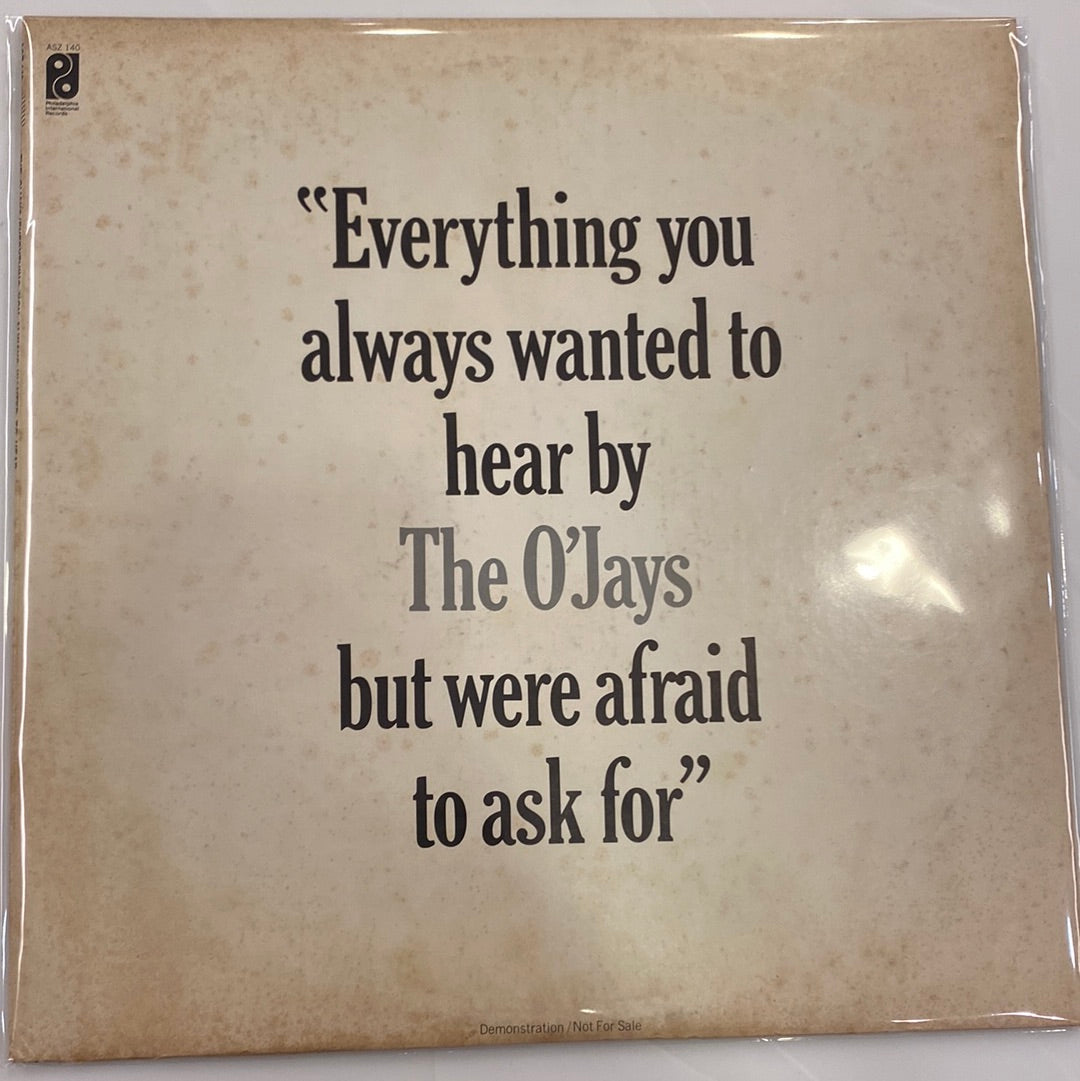 ASZ 140
Philadelphia
International
Records
“Everything you
always wanted to
hear by
The O’Jays
but were afraid
to ask for”
Demonstration/Not For Sale